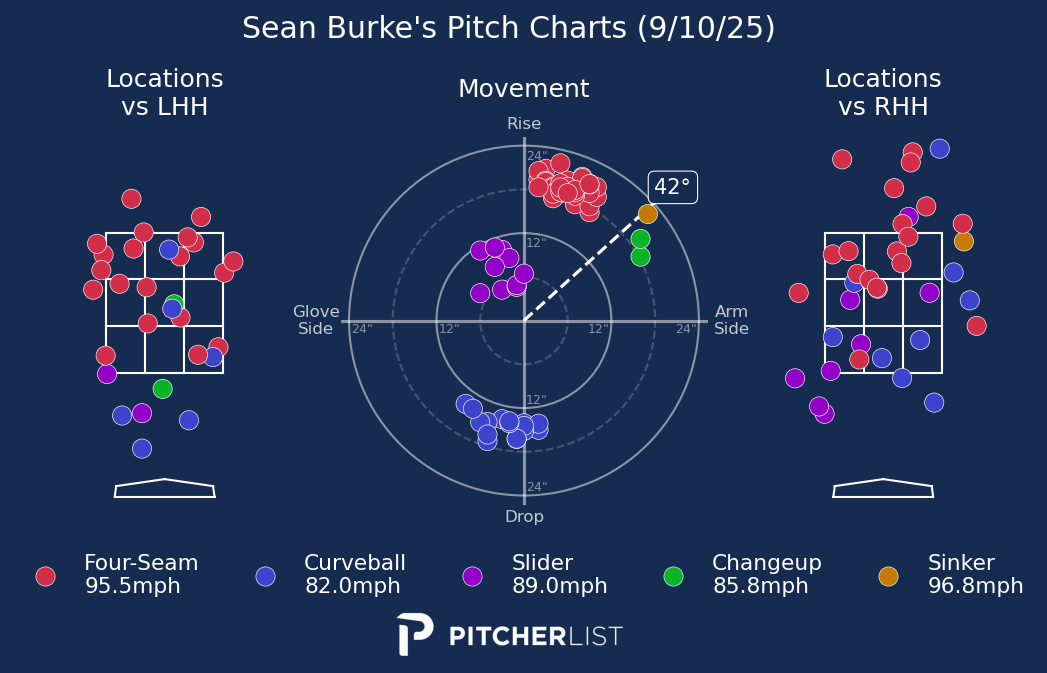 Sean Burke's Pitch Charts (9/10/25)
Locations
vs LHH
Movement
Locations
vs RHH
Rise
24"
42°
12"
Glove
Side
24"
12"
12"
24"
Arm
Side
12"
24"
Drop
Four-Seam
95.5mph
Curveball
82.0mph
Slider
89.0mph
Changeup
85.8mph
Sinker
96.8mph
PITCHERLIST